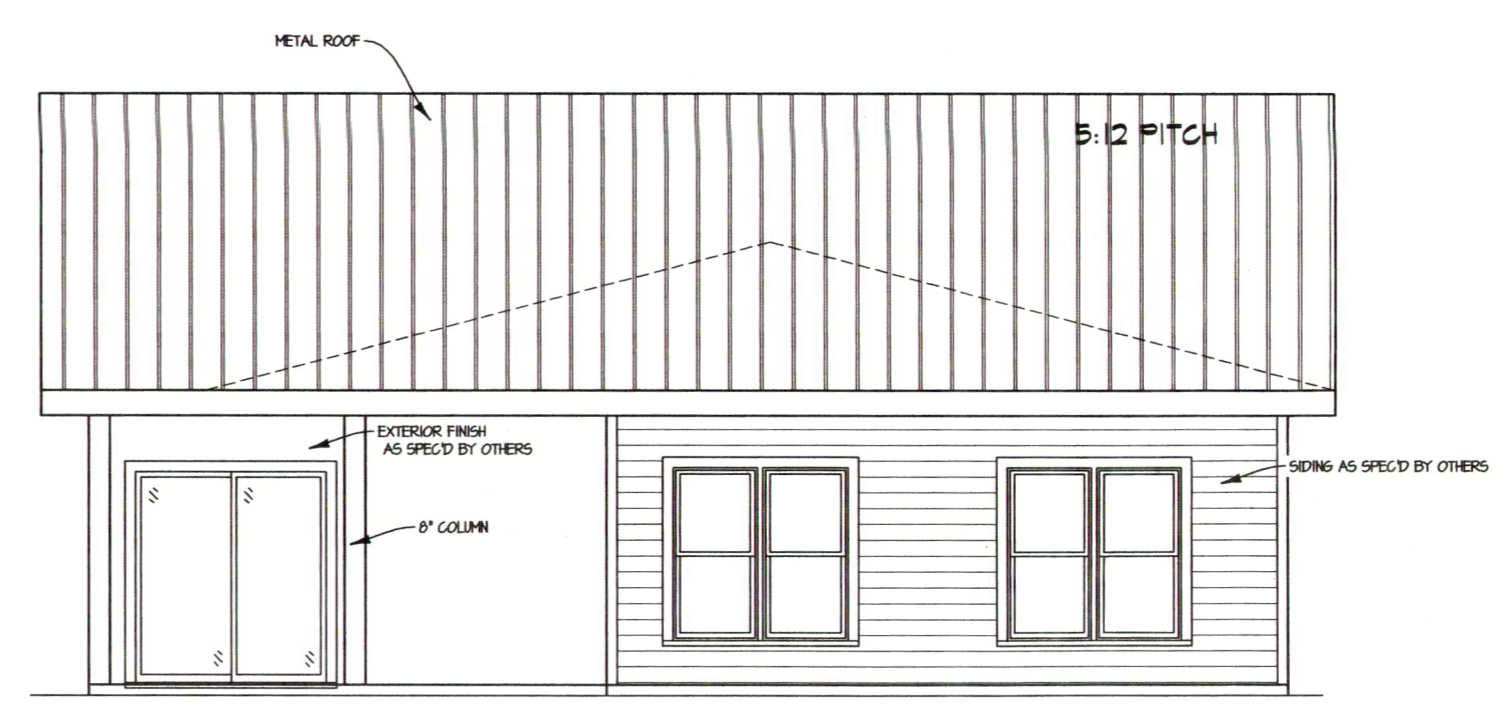 METAL ROOF
5:12 PITCH
EXTERIOR FINISH
AS SPEC'D BY OTHERS
SIDING AS SPEC'D BY OTHERS
8" COLUMN